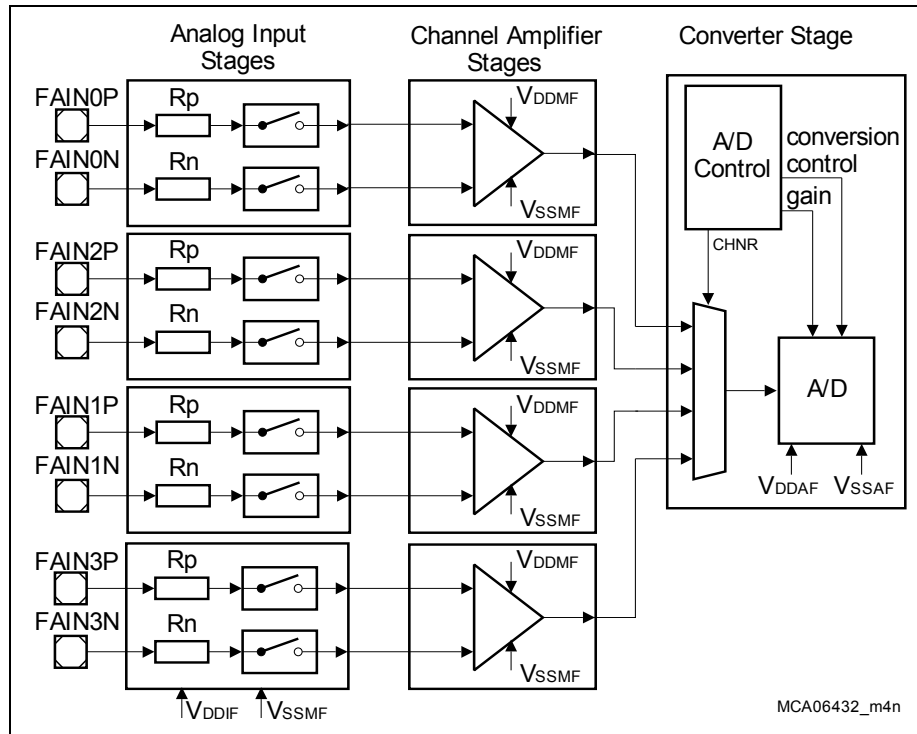 Analog Input
Stages
Channel Amplifier
Stages
Converter Stage
FAIN0P
Rp
FAIN0N
Rn
VDDMF
VSSMF
A/D
Control
conversion
control
gain
CHNR
FAIN2P
Rp
FAIN2N
Rn
VDDMF
VSSMF
A/D
VDDAF
VSSAF
FAIN1P
Rp
FAIN1N
Rn
VDDMF
VSSMF
FAIN3P
Rp
FAIN3N
Rn
VDDMF
VSSMF
VDDIF
VSSMF
MCA06432_m4n